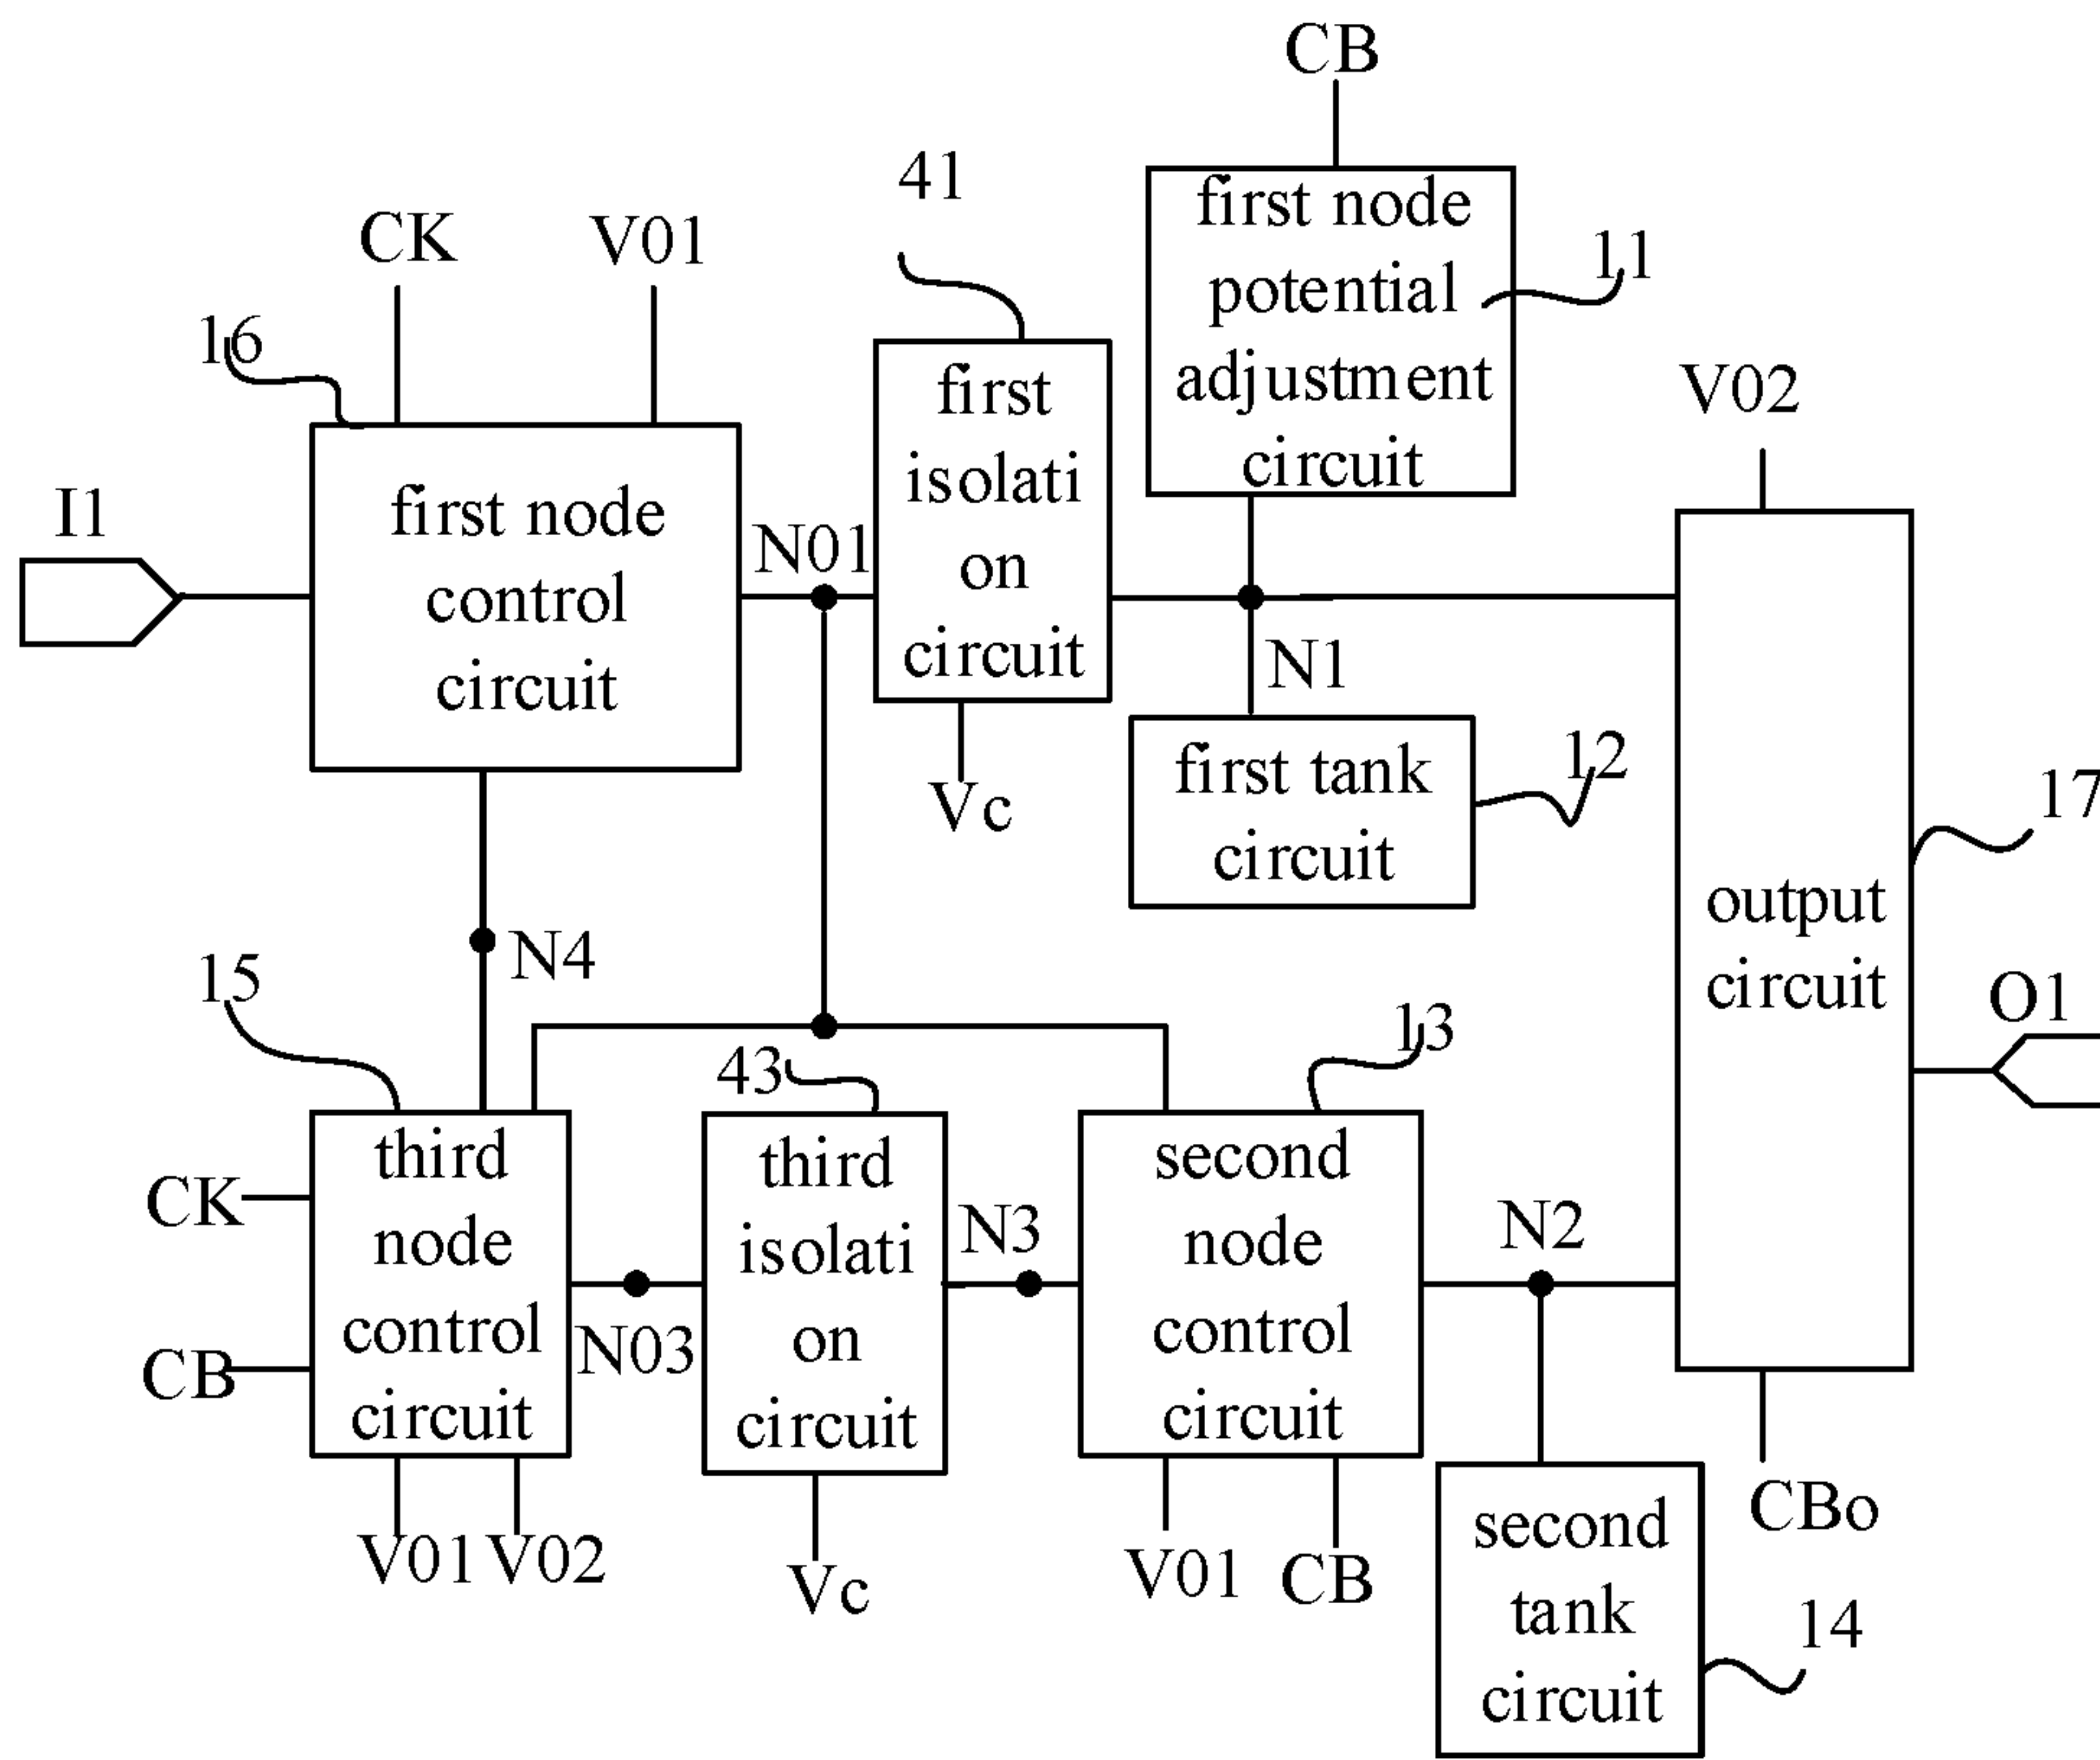 CB
41
first node
potential
adjustment
circuit
11
CK
V01
16
first
isolati
on
circuit
V02
I1
first node
control
circuit
N01
N1
Vc
first tank
circuit
12
17
output
circuit
N4
15
O1
13
43
third
node
control
circuit
CK
CB
N03
third
isolati
on
circuit
N3
second
node
control
circuit
N2
V01
V02
Vc
V01
CB
CBo
second
tank
circuit
14